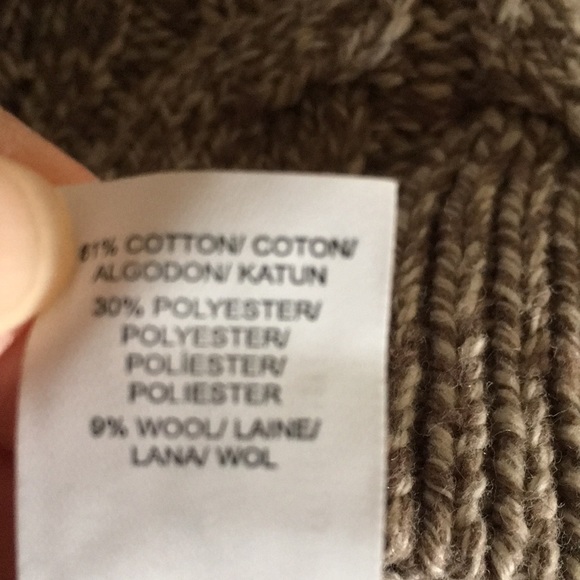 61% COTTON/ COTON/
ALGODON/ KATUN
30% POLYESTER/
POLYESTER/
POLIESTER/
POLIESTER
9% WOOL/ LAINE/
LANA/ WOL